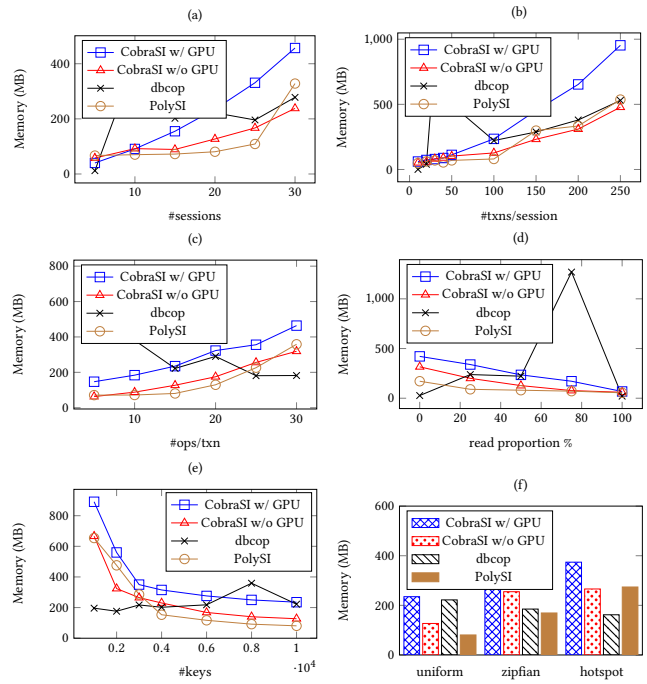 (a)
CobraSI w/ GPU
CobraSI w/o GPU
dbcop
PolySI
400
200
0
10
20
30
Memory (MB)
#sessions
(b)
CobraSI w/ GPU
CobraSI w/o GPU
dbcop
PolySI
1,000
500
0
0
50
100
150
200
250
Memory (MB)
#txns/session
(c)
CobraSI w/ GPU
CobraSI w/o GPU
dbcop
PolySI
800
600
400
200
0
10
20
30
Memory (MB)
#ops/txn
(d)
CobraSI w/ GPU
CobraSI w/o GPU
dbcop
PolySI
1,000
500
0
0
20
40
60
80
100
Memory (MB)
read proportion %
(e)
CobraSI w/ GPU
CobraSI w/o GPU
dbcop
PolySI
800
600
400
200
0
0.2
0.4
0.6
0.8
1
·10⁴
Memory (MB)
#keys
(f)
CobraSI w/ GPU
CobraSI w/o GPU
dbcop
PolySI
600
400
200
0
uniform
zipfian
hotspot
Memory (MB)